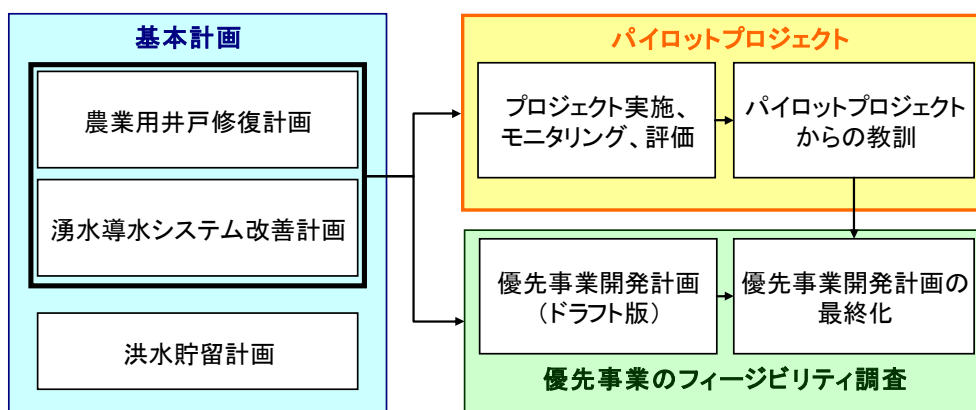 基本計画
農業用井戸修復計画
湧水導水システム改善計画
洪水貯留計画
パイロットプロジェクト
プロジェクト実施、
モニタリング、評価
パイロットプロジェクト
からの教訓
優先事業開発計画
(ドラフト版)
優先事業開発計画の
最終化
優先事業のフィージビリティ調査